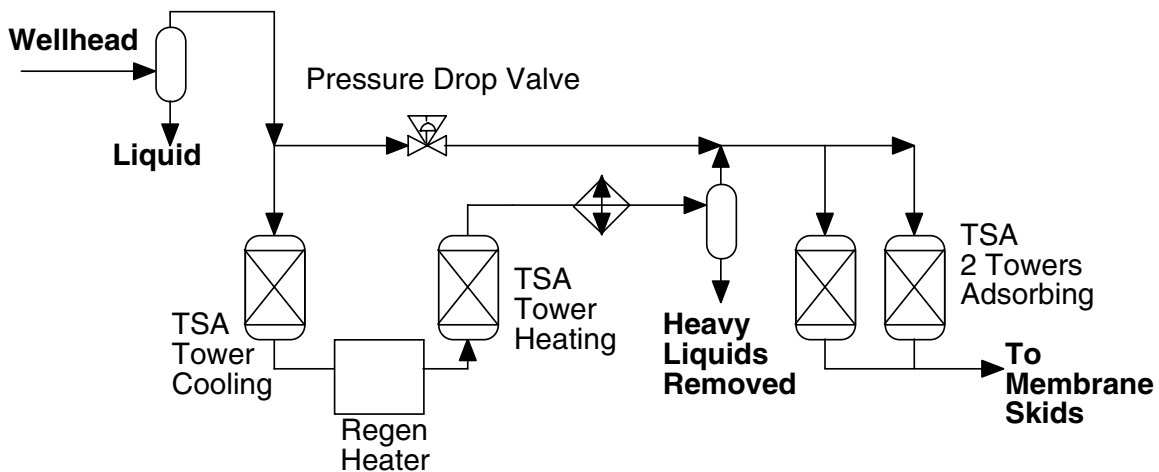 Wellhead
Pressure Drop Valve
Liquid
TSA
Tower
Cooling
Regen
Heater
TSA
Tower
Heating
Heavy
Liquids
Removed
TSA
2 Towers
Adsorbing
To
Membrane
Skids